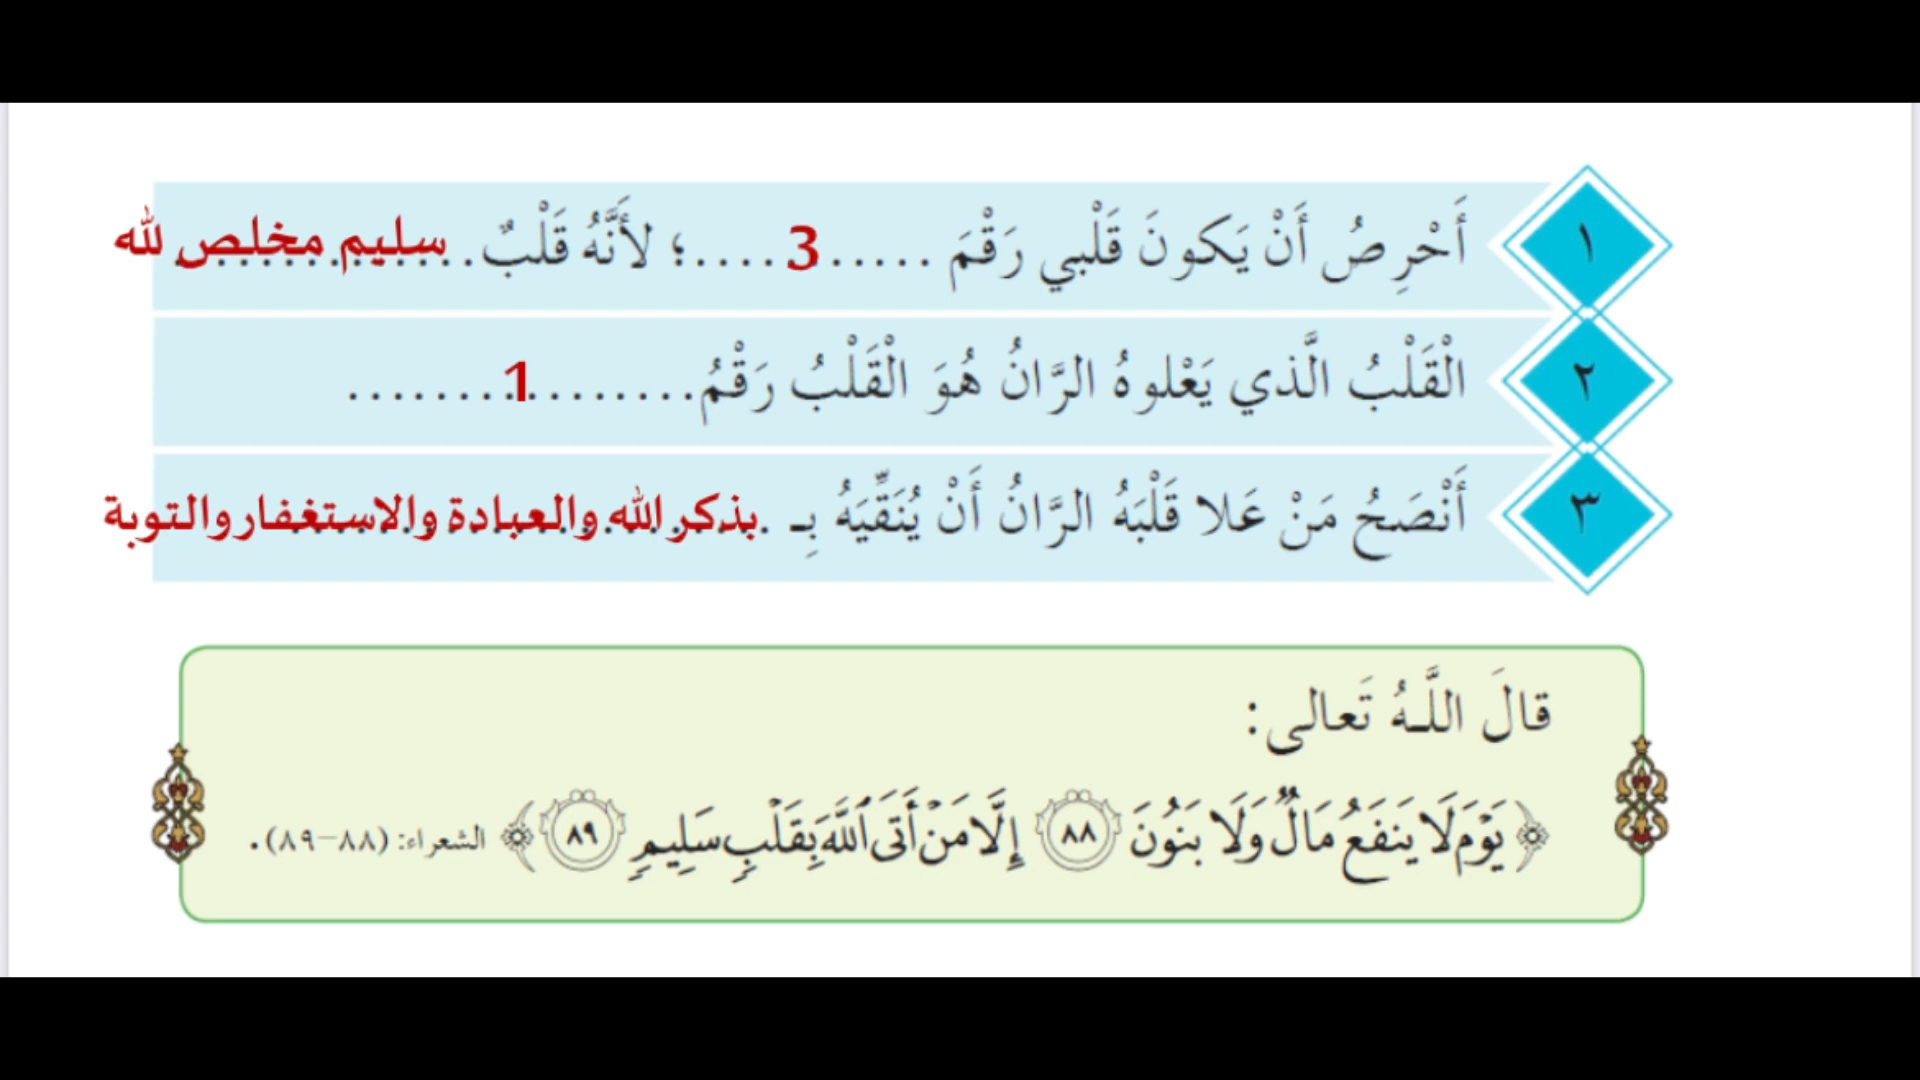 ١ أَحْرِصُ أَنْ يَكونَ قَلْبي رَقْمَ .....3....؛ لأَنَّهُ قَلْبٌ.سليم مخلص لله
٢ الْقَلْبُ الَّذي يَعْلوهُ الرَّانُ هُوَ الْقَلْبُ رَقْمُ.........1........
٣ أَنْصَحُ مَنْ عَلا قَلْبَهُ الرَّانُ أَنْ يُنَقِّيَهُ بِـ .بذكر الله والعبادة والاستغفار والتوبة
قالَ اللَّـهُ تَعالى:
﴿ يَوْمَ لَا يَنفَعُ مَالٌ وَلَا بَنُونَ ٨٨ إِلَّا مَنْ أَتَى ٱللَّهَ بِقَلْبٍ سَلِيمٍ ٨٩ ﴾ الشعراء: (٨٨-٨٩).